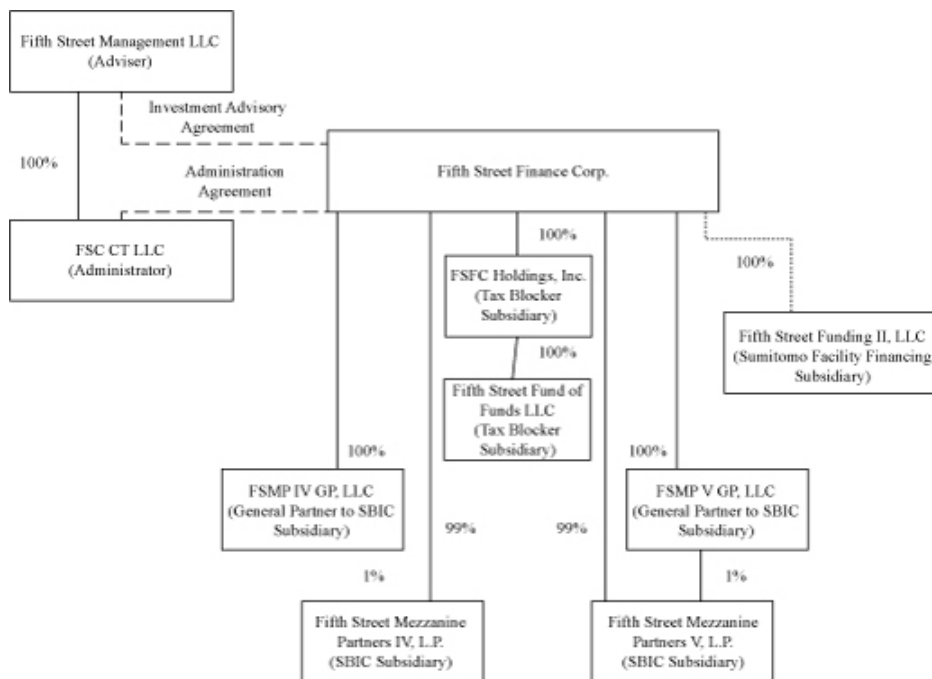 Fifth Street Management LLC
(Adviser)
Investment Advisory
Agreement
100%
Administration
Agreement
Fifth Street Finance Corp.
FSC CT LLC
(Administrator)
100%
FSFC Holdings, Inc.
(Tax Blocker
Subsidiary)
100%
Fifth Street Funding II, LLC
(Sumitomo Facility Financing
Subsidiary)
100%
Fifth Street Fund of
Funds LLC
(Tax Blocker
Subsidiary)
100%
100%
FSMP IV GP, LLC
(General Partner to SBIC
Subsidiary)
FSMP V GP, LLC
(General Partner to SBIC
Subsidiary)
99%
99%
1%
1%
Fifth Street Mezzanine
Partners IV, L.P.
(SBIC Subsidiary)
Fifth Street Mezzanine
Partners V, L.P.
(SBIC Subsidiary)